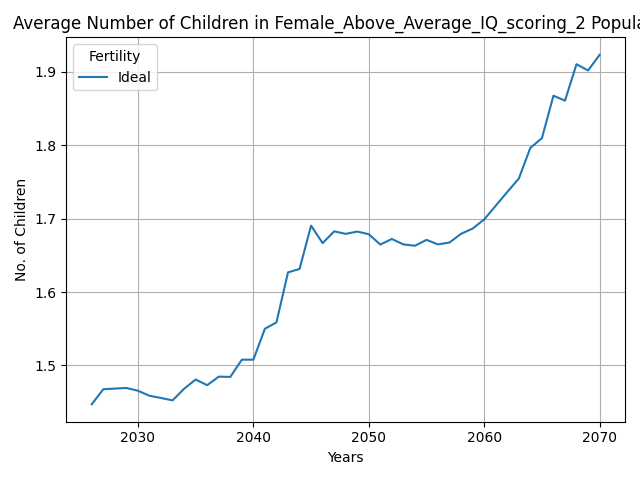 Average Number of Children in Female_Above_Average_IQ_scoring_2 Popula
Fertility
Ideal
1.9
1.8
1.7
1.6
1.5
No. of Children
2030 2040 2050 2060 2070
Years